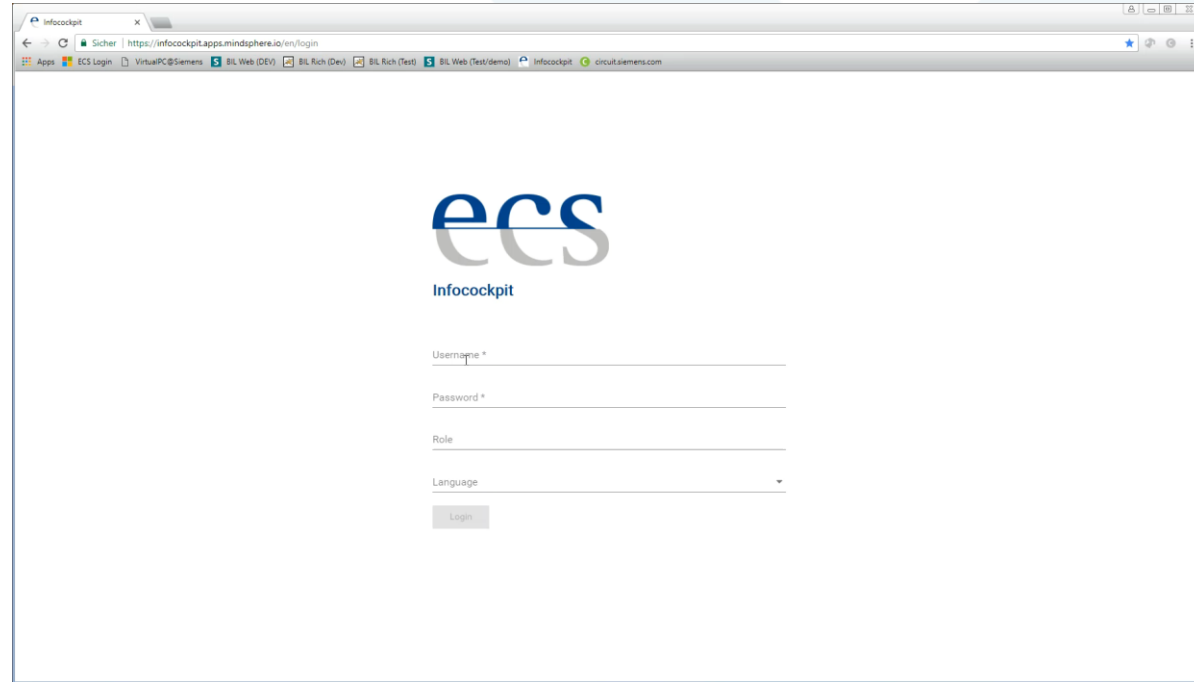 Infocockpit
Sicher | https://infocockpit.apps.mindsphere.io/en/login
Apps ECS Login VirtualPC@Siemens BIL Web (DEV) BIL Rich (Dev) BIL Rich (Test) BIL Web (Test/demo) Infocockpit circuit.siemens.com
ecs
Infocockpit
Username *
Password *
Role
Language
Login